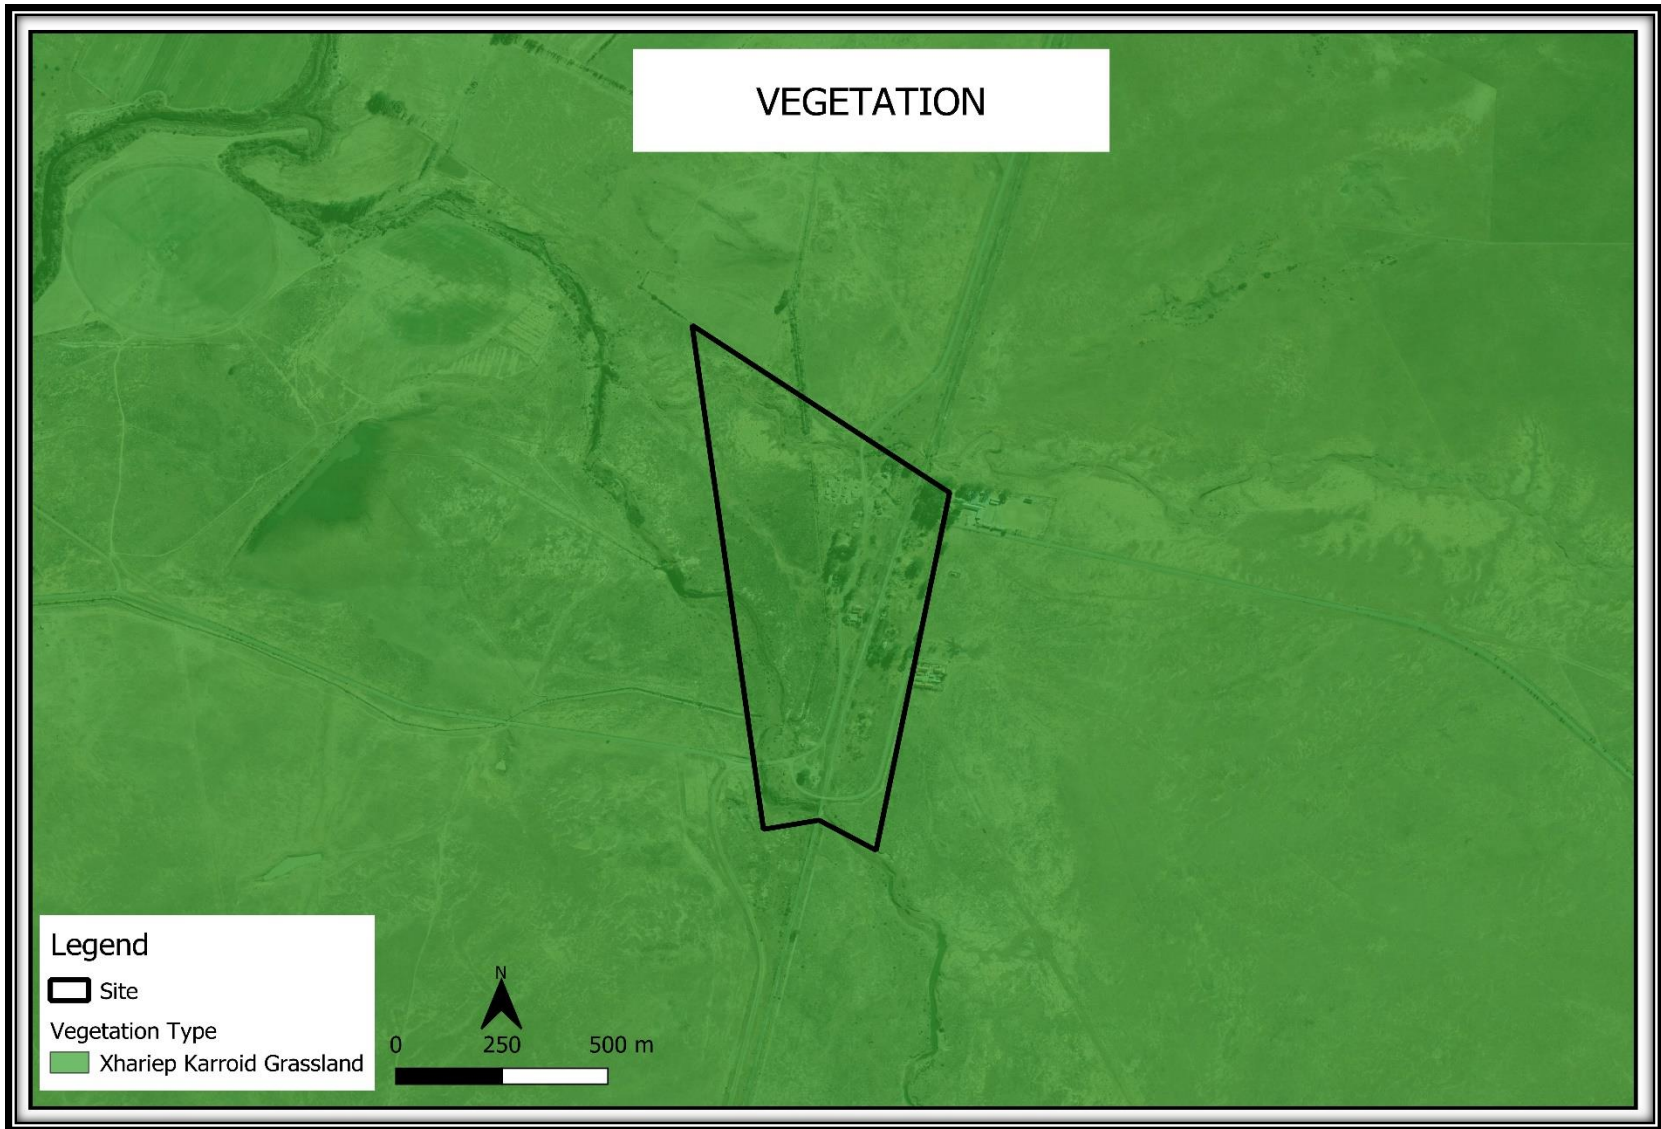 VEGETATION
Legend
Site
Vegetation Type
Xhariep Karroid Grassland
N
0 250 500 m